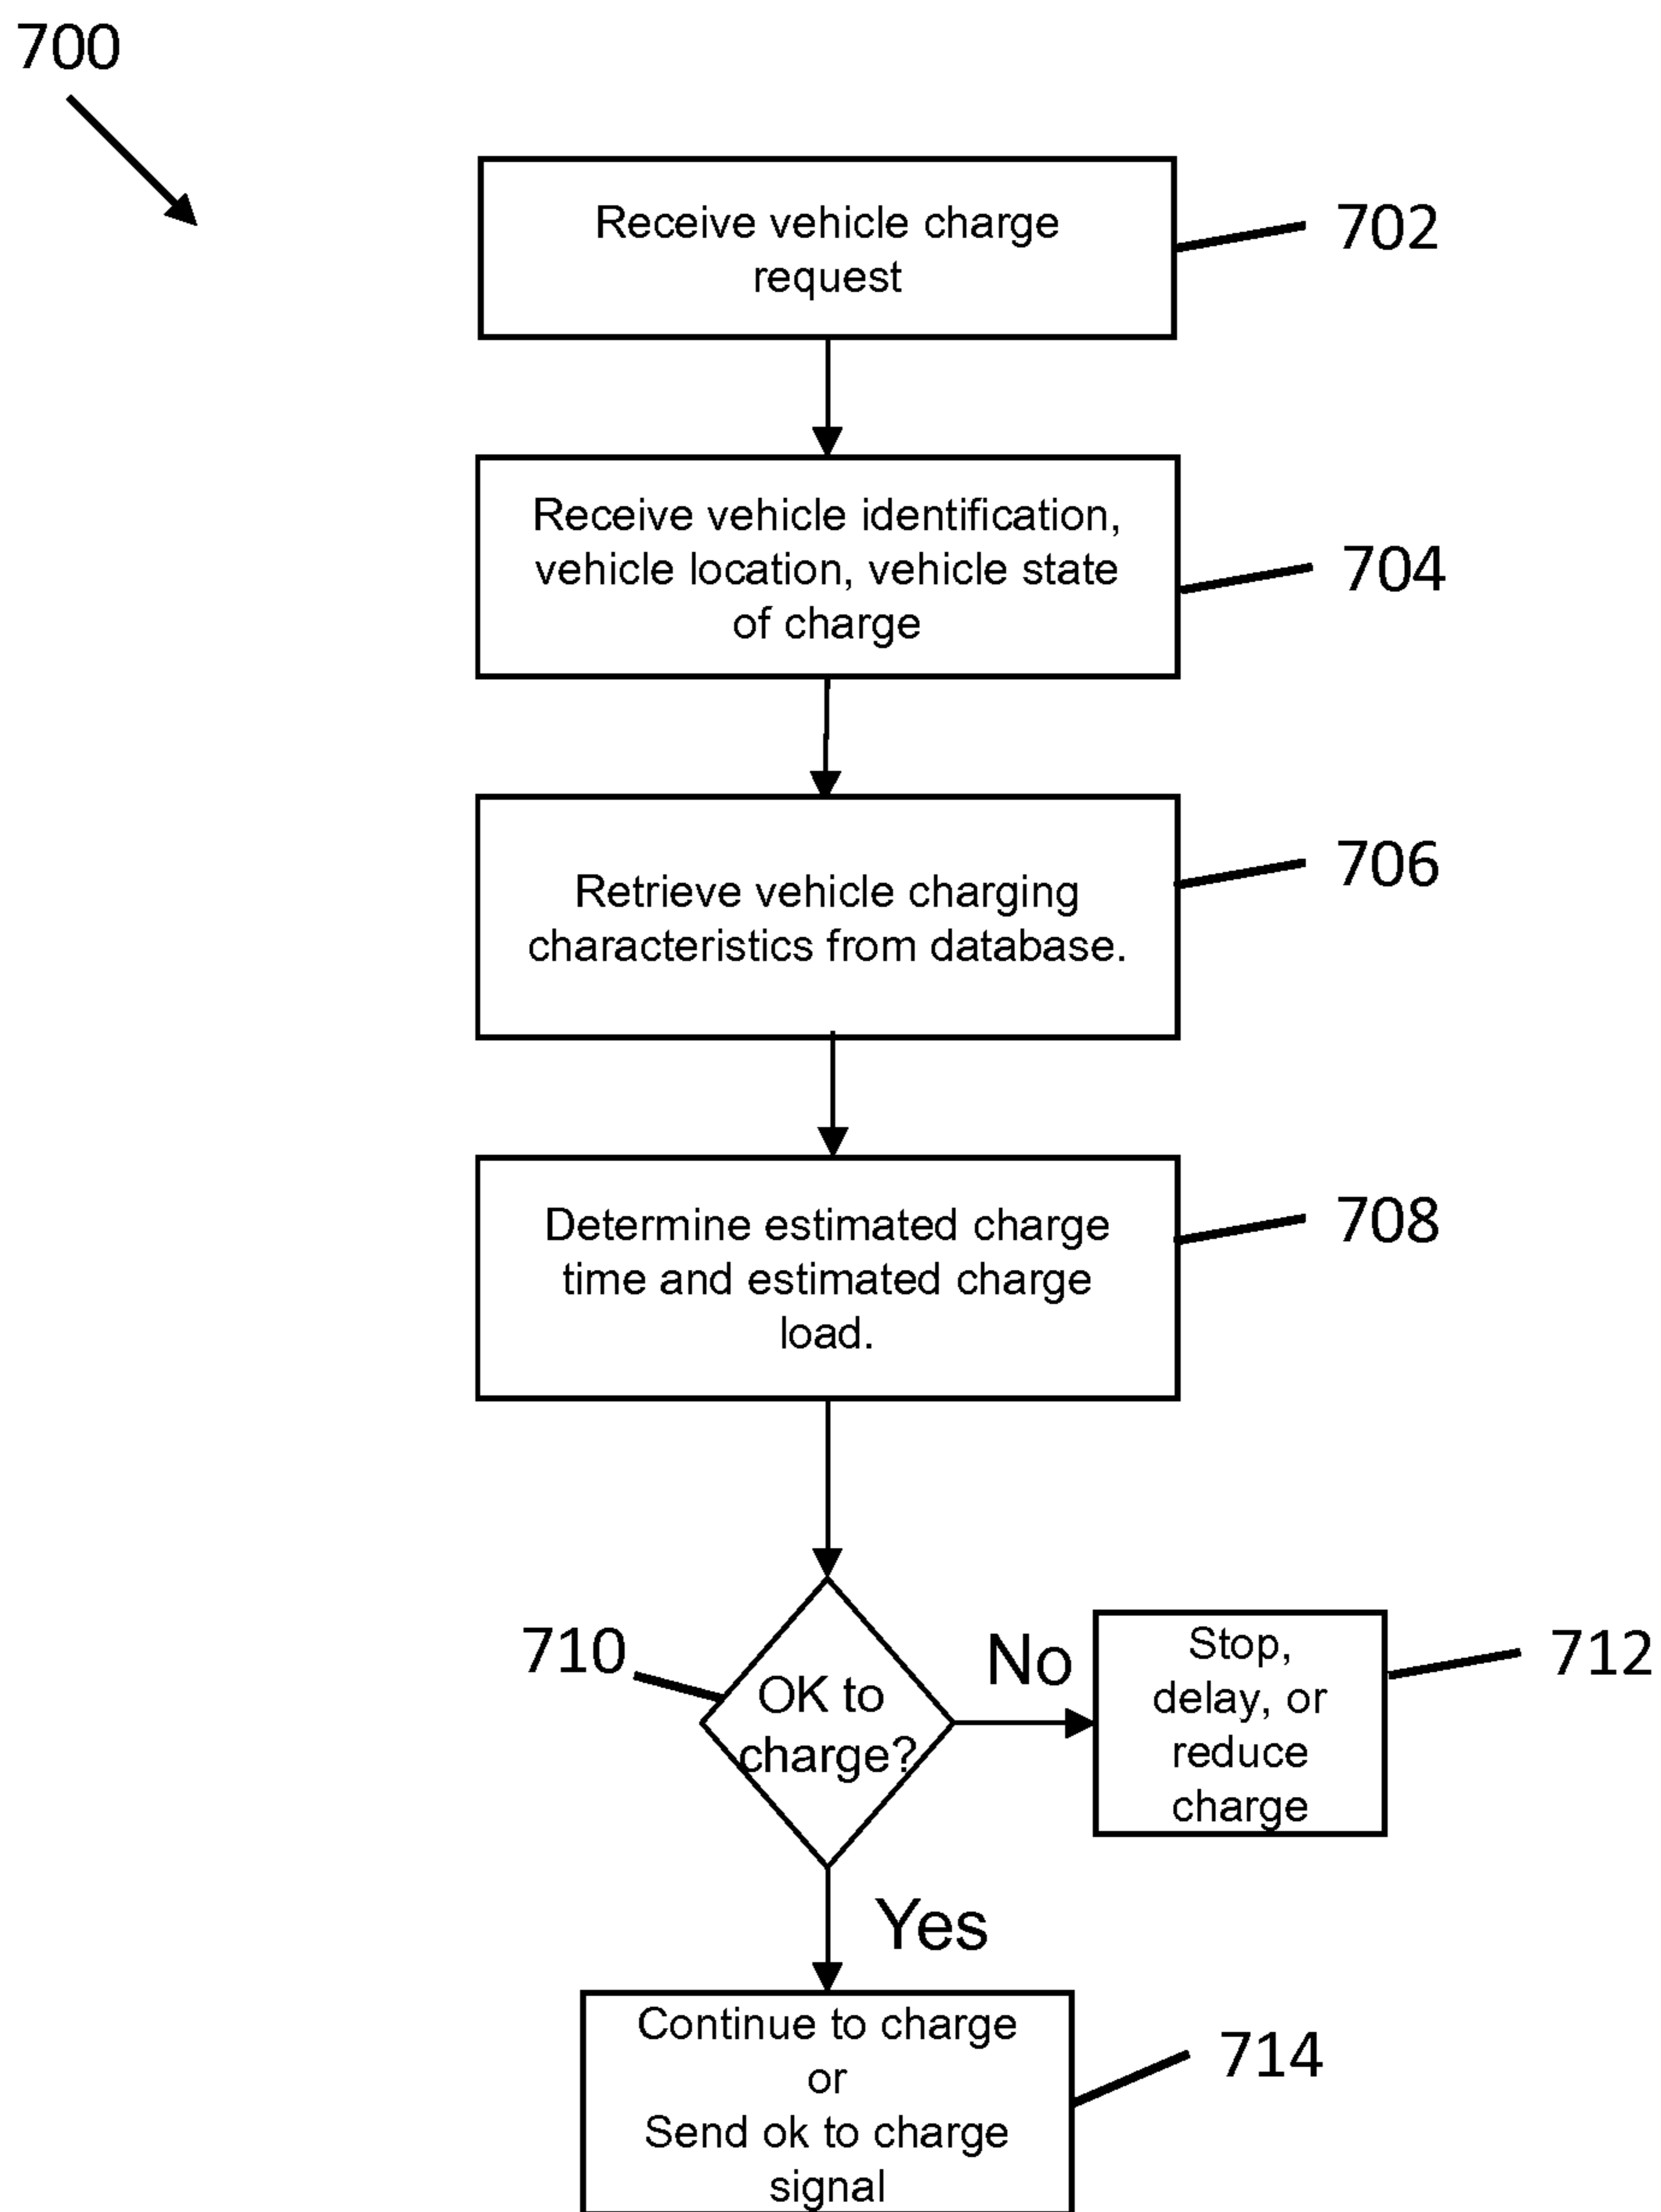 700
Receive vehicle charge
request
702
Receive vehicle identification,
vehicle location, vehicle state
of charge
704
Retrieve vehicle charging
characteristics from database.
706
Determine estimated charge
time and estimated charge
load.
708
710
OK to
charge?
No
Stop,
delay, or
reduce
charge
712
Yes
Continue to charge
or
Send ok to charge
signal
714